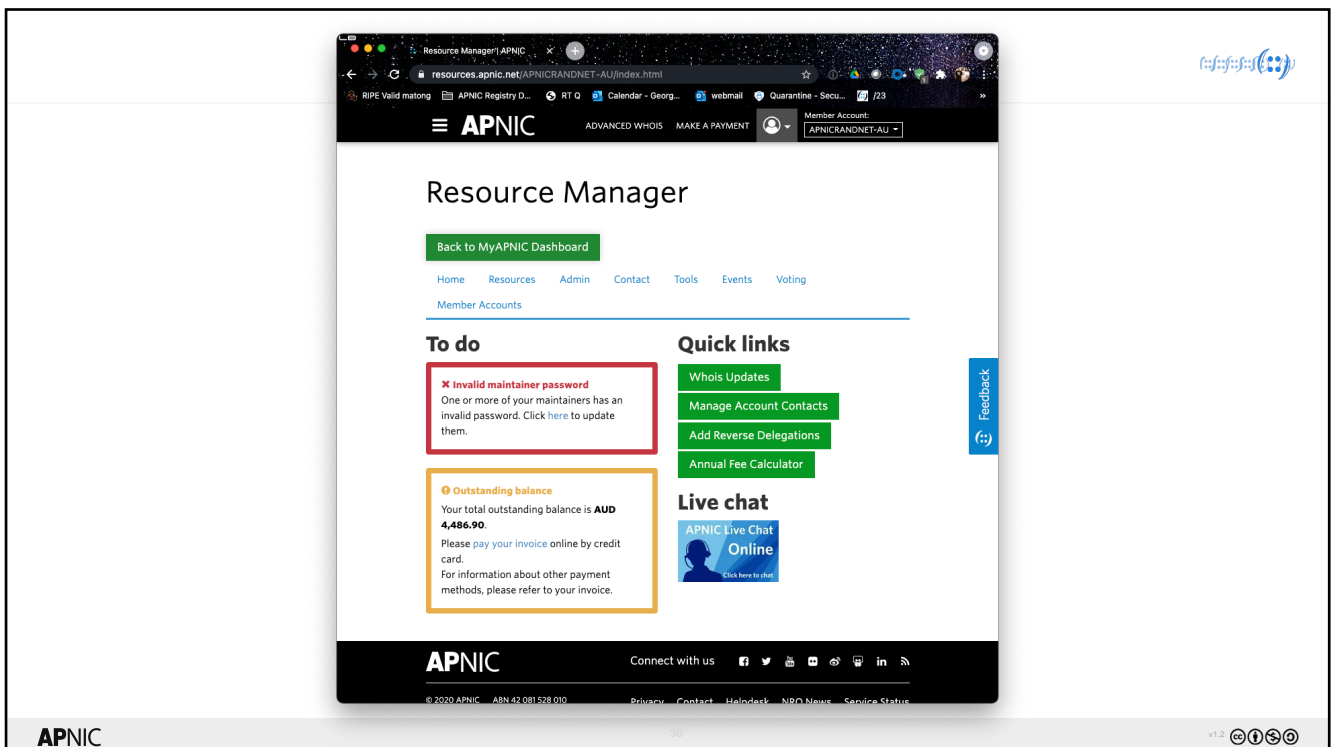 Resource Manager | APNIC
resources.apnic.net/APNICRANDNET-AU/index.html
RIPE Valid matong APNIC Registry D... RT Q Calendar - Georg... webmail Quarantine - Secu... /23 »
APNIC ADVANCED WHOIS MAKE A PAYMENT Member Account:
APNICRANDNET-AU
Resource Manager
Back to MyAPNIC Dashboard
Home Resources Admin Contact Tools Events Voting
Member Accounts
To do
Invalid maintainer password
One or more of your maintainers has an
invalid password. Click here to update
them.
Outstanding balance
Your total outstanding balance is AUD
4,486.90.
Please pay your invoice online by credit
card.
For information about other payment
methods, please refer to your invoice.
Quick links
Whois Updates
Manage Account Contacts
Add Reverse Delegations
Annual Fee Calculator
Live chat
APNIC Live Chat
Online
Click here to chat
Feedback
APNIC Connect with us
© 2020 APNIC ABN 42 081 528 010 Privacy Contact Helpdesk NRO News Service Status
APNIC 38 v1.2